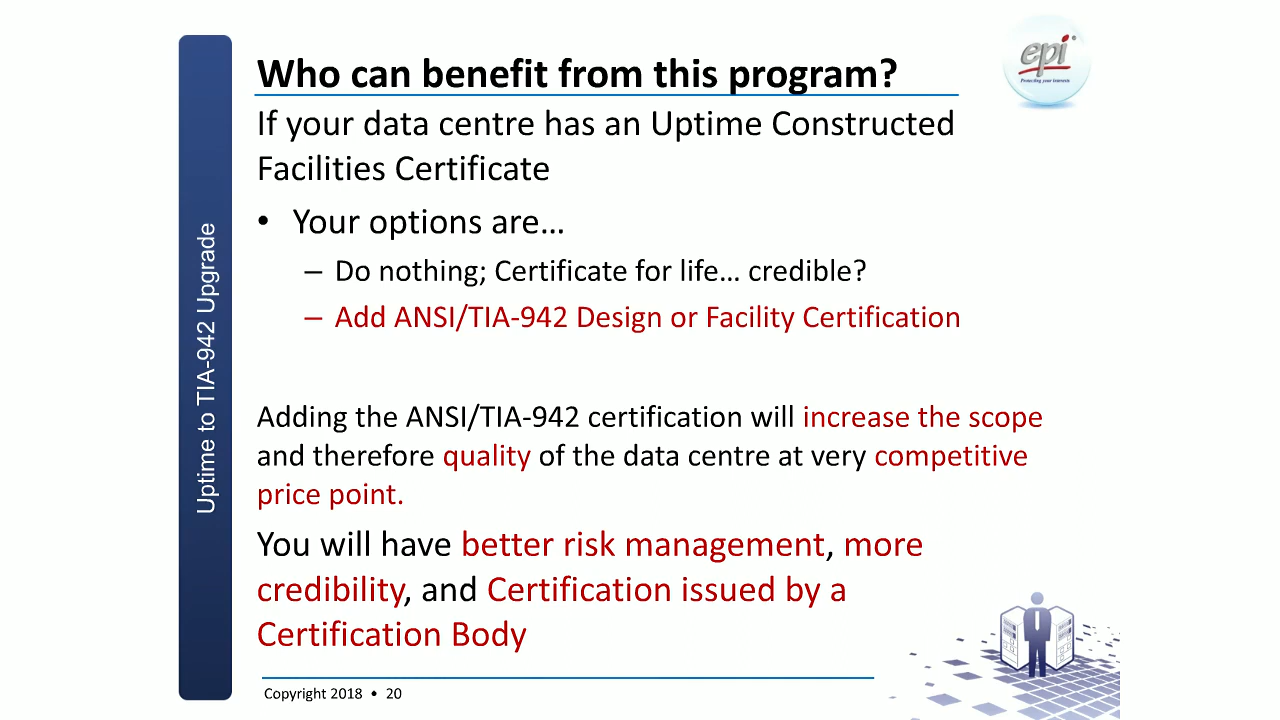 Who can benefit from this program?
epi
Protecting your interests
If your data centre has an Uptime Constructed
Facilities Certificate
• Your options are…
– Do nothing; Certificate for life… credible?
– Add ANSI/TIA-942 Design or Facility Certification
Adding the ANSI/TIA-942 certification will increase the scope
and therefore quality of the data centre at very competitive
price point.
You will have better risk management, more
credibility, and Certification issued by a
Certification Body
Uptime to TIA-942 Upgrade
Copyright 2018 • 20